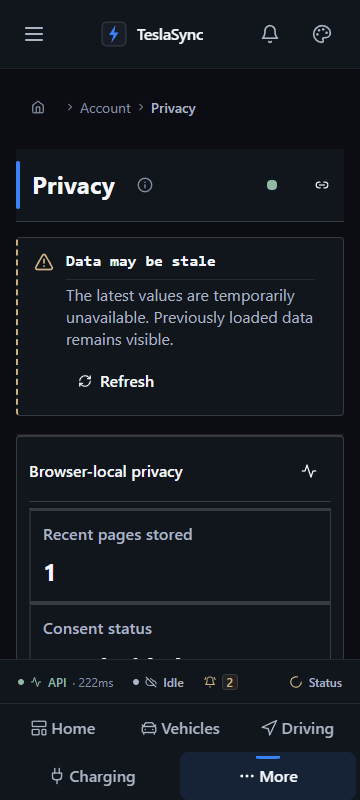 TeslaSync
Account
Privacy
Privacy
Data may be stale
The latest values are temporarily
unavailable. Previously loaded data
remains visible.
Refresh
Browser-local privacy
Recent pages stored
1
Consent status
API · 222ms
Idle
2
Status
Home
Vehicles
Driving
Charging
More